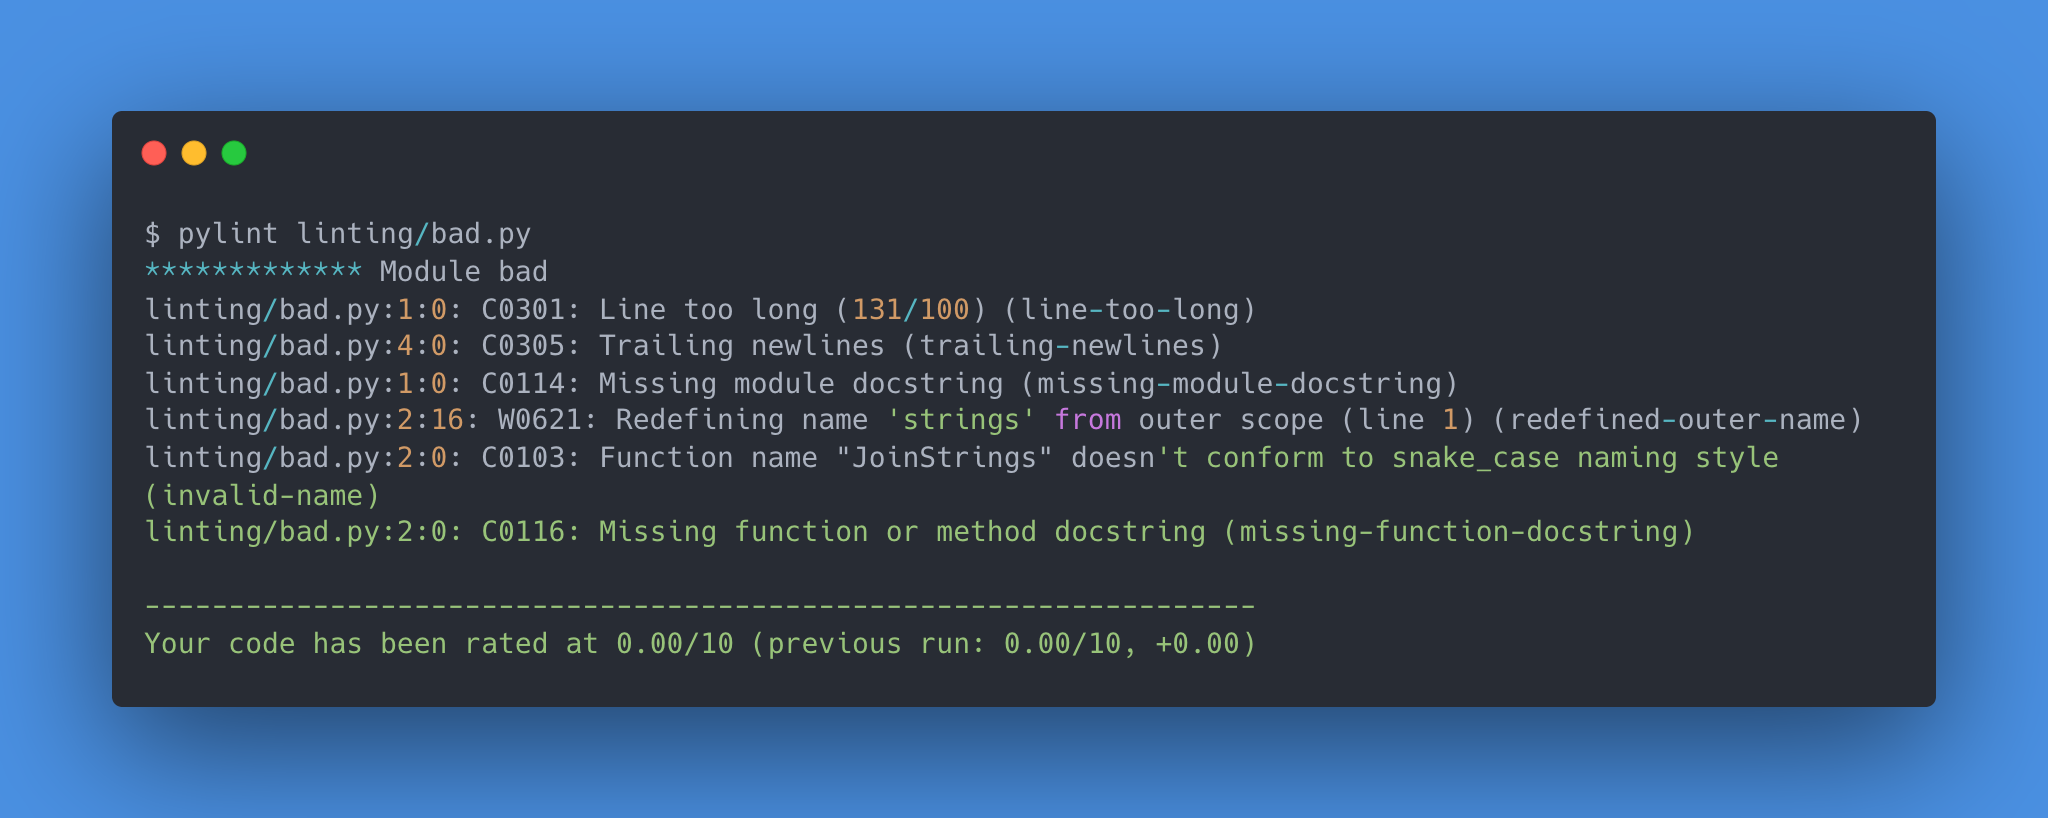 $ pylint linting/bad.py
************* Module bad
linting/bad.py:1:0: C0301: Line too long (131/100) (line-too-long)
linting/bad.py:4:0: C0305: Trailing newlines (trailing-newlines)
linting/bad.py:1:0: C0114: Missing module docstring (missing-module-docstring)
linting/bad.py:2:16: W0621: Redefining name 'strings' from outer scope (line 1) (redefined-outer-name)
linting/bad.py:2:0: C0103: Function name "JoinStrings" doesn't conform to snake_case naming style
(invalid-name)
linting/bad.py:2:0: C0116: Missing function or method docstring (missing-function-docstring)
------------------------------------------------------------------
Your code has been rated at 0.00/10 (previous run: 0.00/10, +0.00)